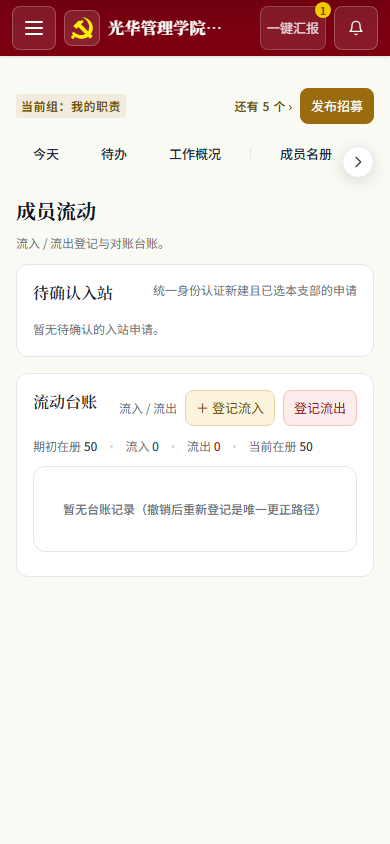 光华管理学院…
一键汇报
1
当前组：我的职责
还有 5 个 ›
发布招募
今天
待办
工作概况
成员名册
成员流动
流入 / 流出登记与对账台账。
待确认入站
统一身份认证新建且已选本支部的申请
暂无待确认的入站申请。
流动台账
流入 / 流出
＋ 登记流入
登记流出
期初在册 50 · 流入 0 · 流出 0 · 当前在册 50
暂无台账记录（撤销后重新登记是唯一更正路径）